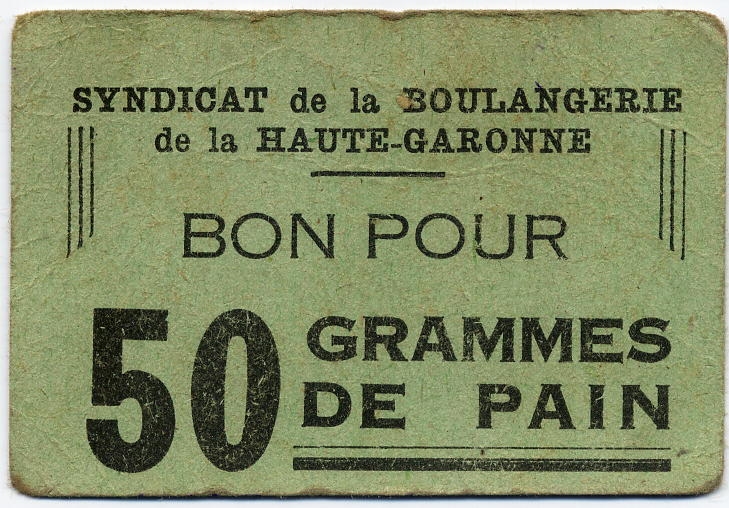 SYNDICAT de la BOULANGERIE
de la HAUTE-GARONNE
BON POUR
50 GRAMMES
DE PAIN